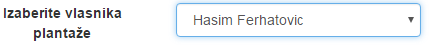 Izaberite vlasnika
plantaže
Hasim Ferhatovic